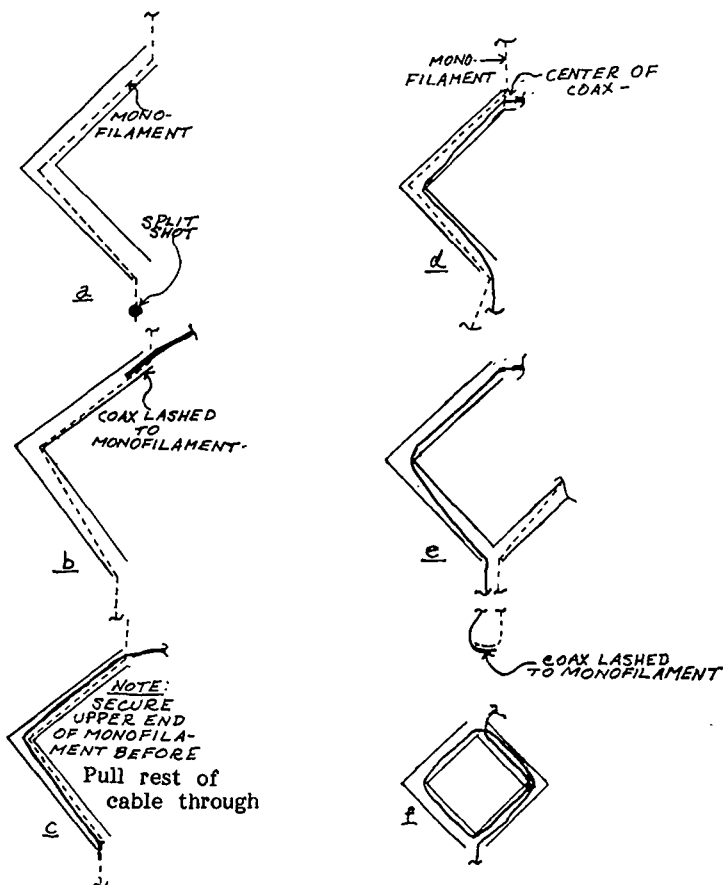 MONO-
FILAMENT
SPLIT
SHOT
a
COAX LASHED
TO
MONOFILAMENT-
b
NOTE:
SECURE
UPPER END
OF MONOFILA-
MENT BEFORE
Pull rest of
cable through
c
MONO-
FILAMENT
CENTER OF
COAX-
d
e
COAX LASHED
TO MONOFILAMENT
f